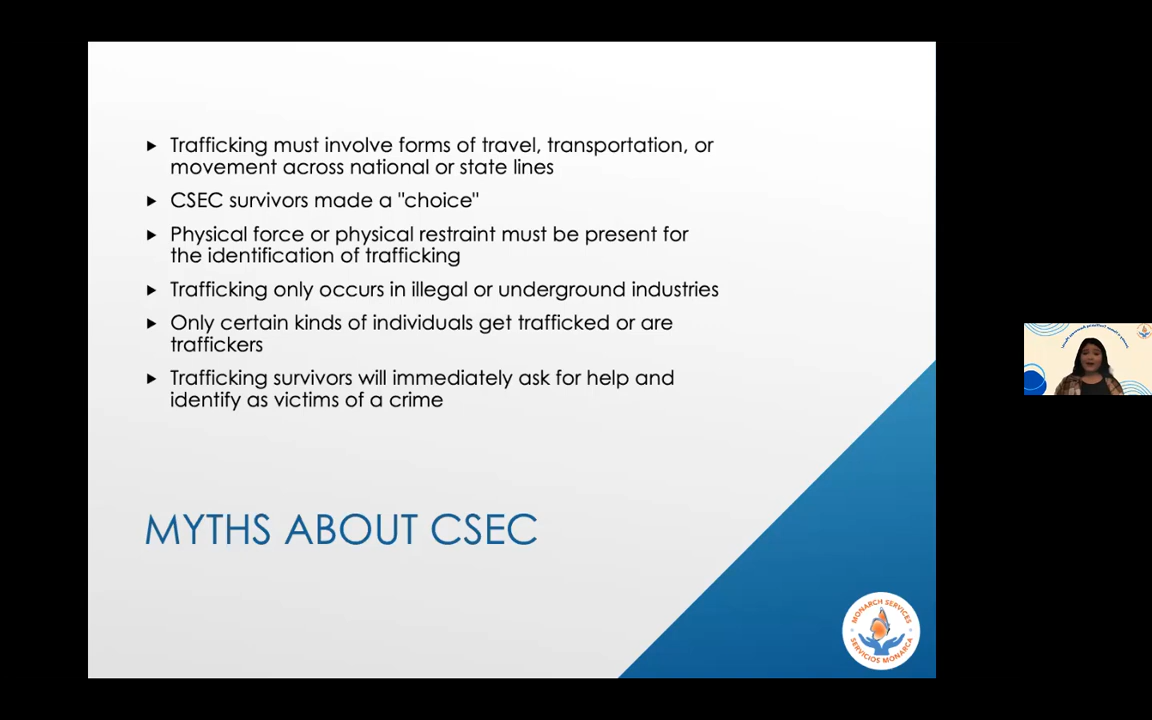 Trafficking must involve forms of travel, transportation, or
movement across national or state lines
CSEC survivors made a "choice"
Physical force or physical restraint must be present for
the identification of trafficking
Trafficking only occurs in illegal or underground industries
Only certain kinds of individuals get trafficked or are
traffickers
Trafficking survivors will immediately ask for help and
identify as victims of a crime
MYTHS ABOUT CSEC
MONARCH SERVICES
SERVICIOS MONARCA